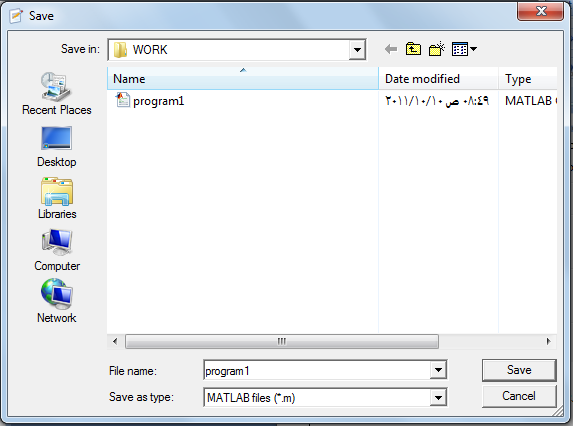 Save
Save in: WORK
Name Date modified Type
program1 ٢٠١١/١٠/١٠ ص ٠٨:٤٩ MATLAB
Recent Places
Desktop
Libraries
Computer
Network
File name: program1 Save
Save as type: MATLAB files (*.m) Cancel